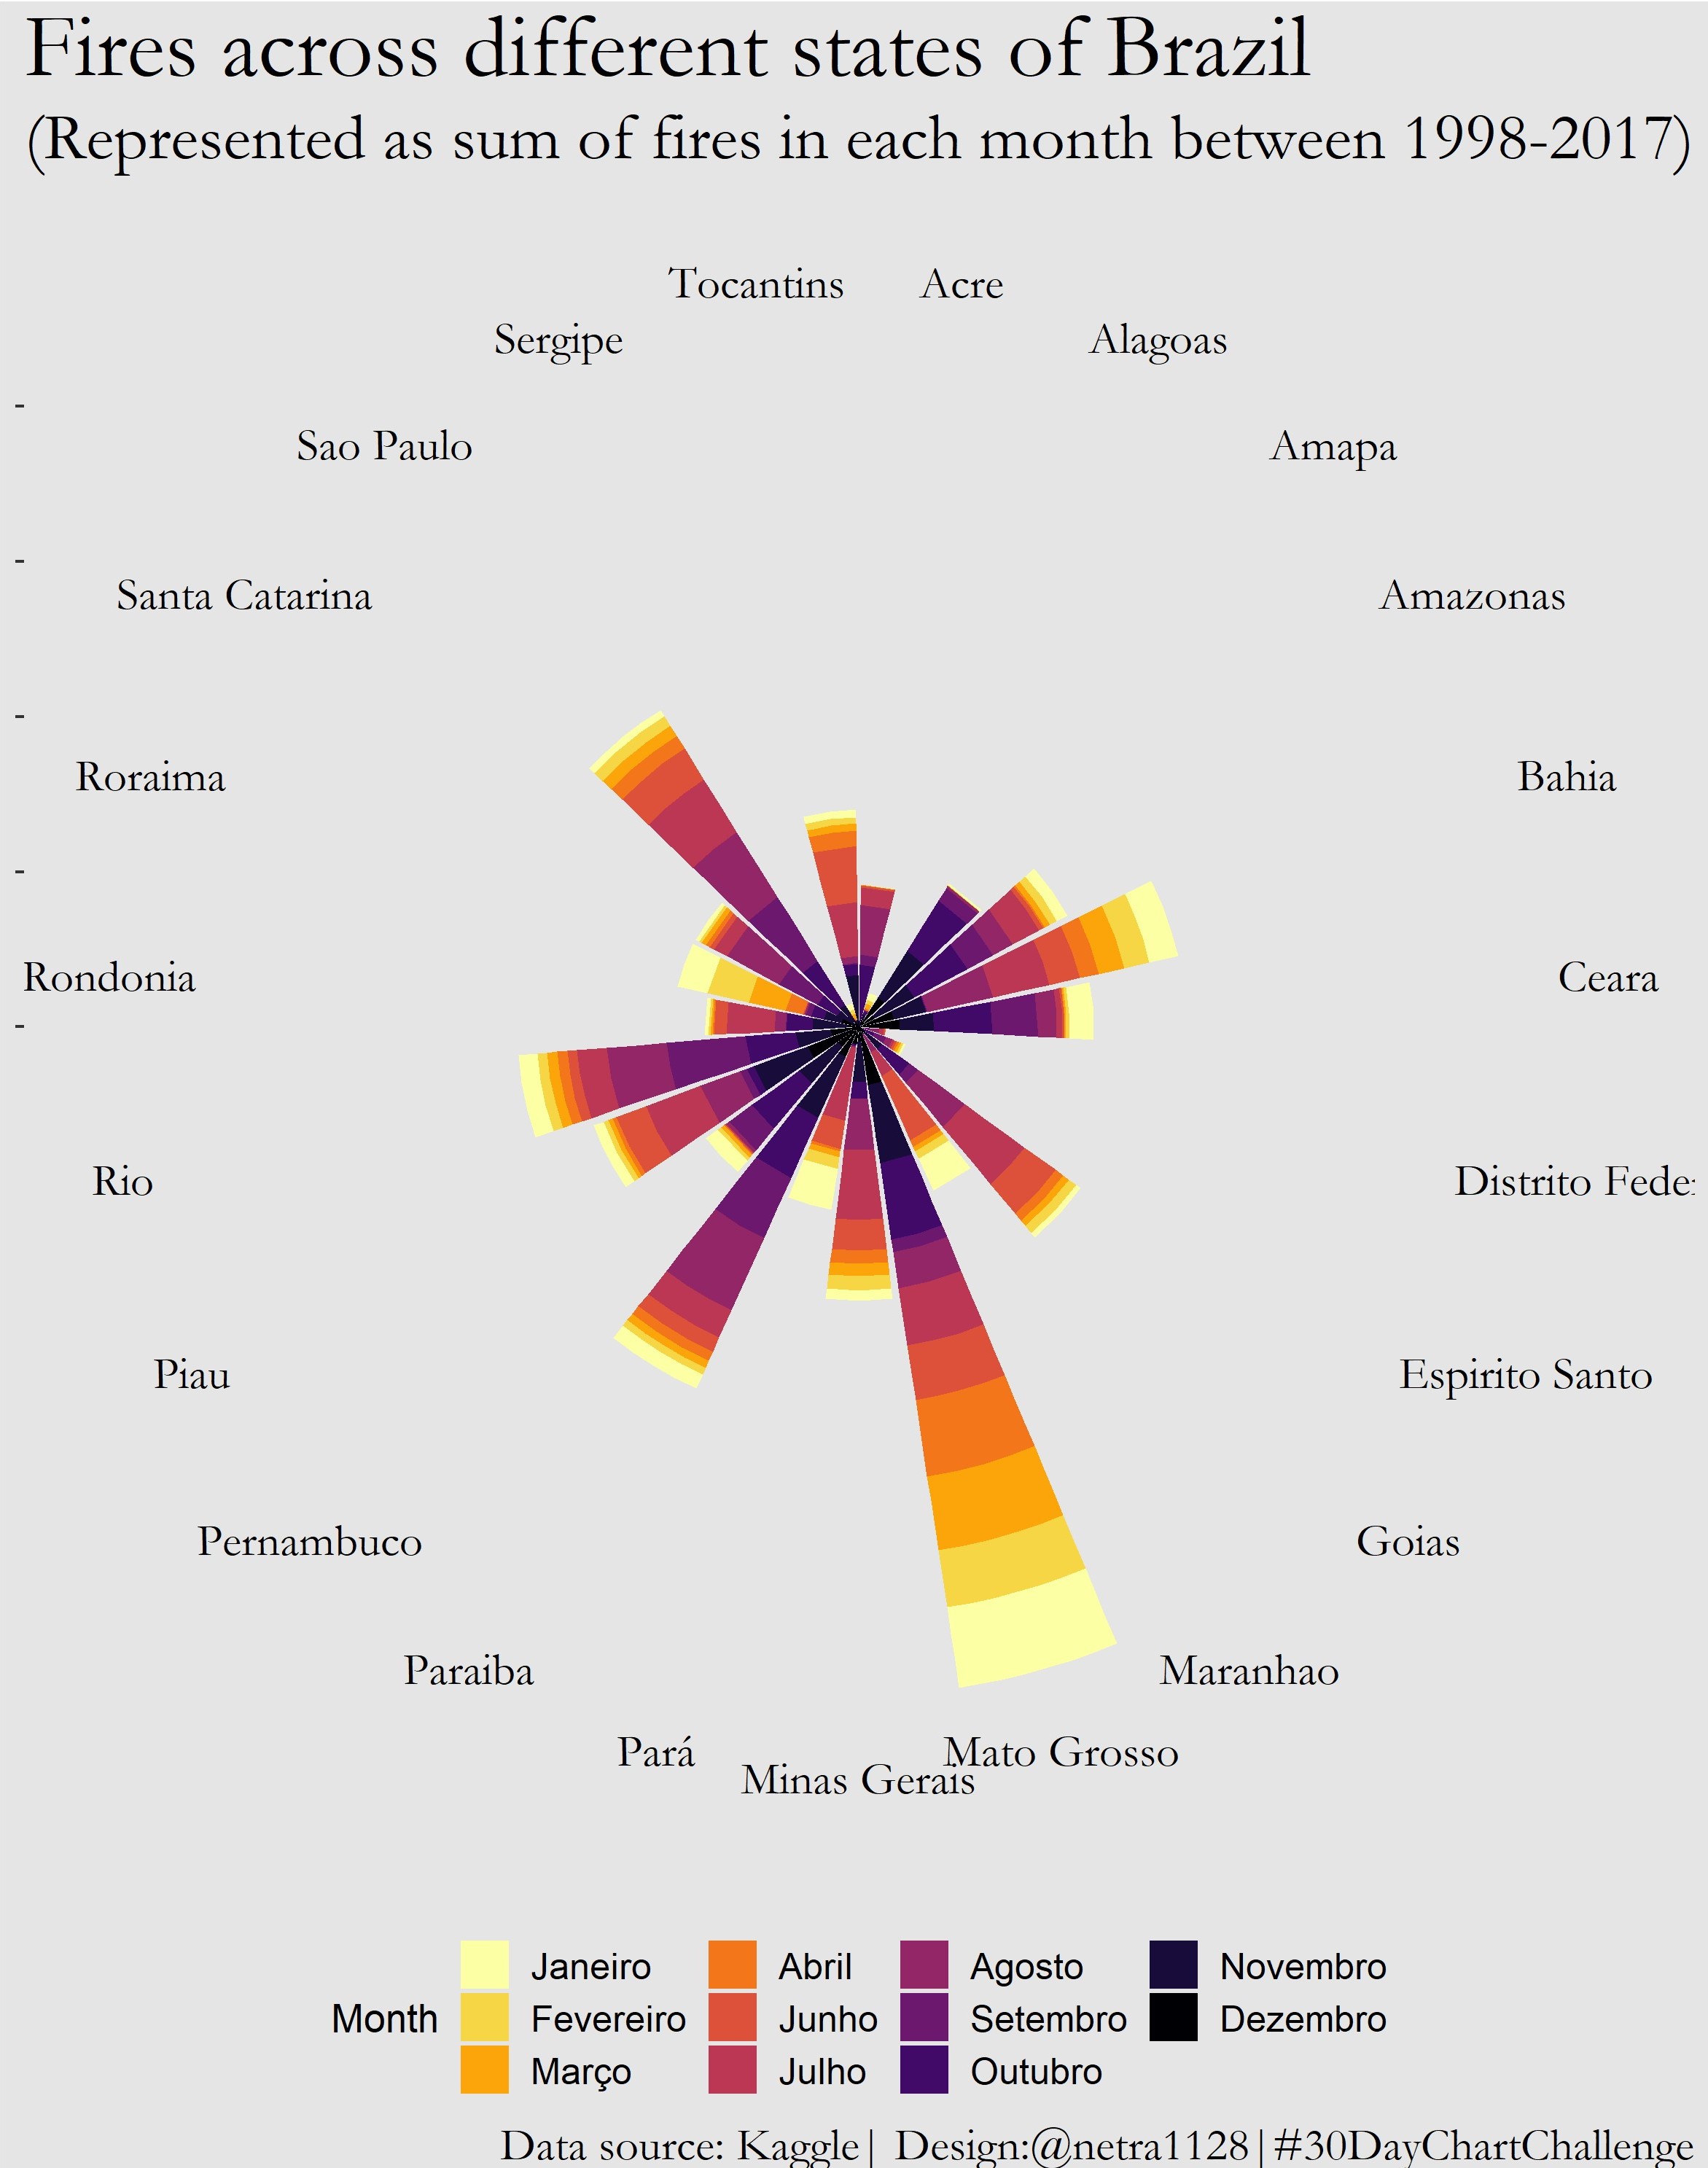 Fires across different states of Brazil
(Represented as sum of fires in each month between 1998-2017)
Tocantins Acre
Sergipe Alagoas
Sao Paulo Amapa
Santa Catarina Amazonas
Roraima Bahia
Rondonia Ceara
Rio Distrito Feder
Piau Espirito Santo
Pernambuco Goias
Paraiba Maranhao
Pará Mato Grosso
Minas Gerais
Janeiro Abril Agosto Novembro
Month Fevereiro Junho Setembro Dezembro
Março Julho Outubro
Data source: Kaggle| Design:@netra1128|#30DayChartChallenge